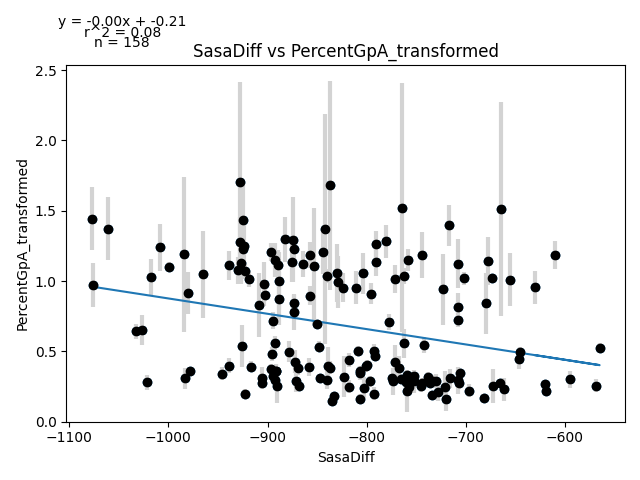 y = -0.00x + -0.21
r^2 = 0.08
n = 158
SasaDiff vs PercentGpA_transformed
2.5
2.0
1.5
1.0
0.5
0.0
PercentGpA_transformed
−1100
−1000
−900
−800
−700
−600
SasaDiff